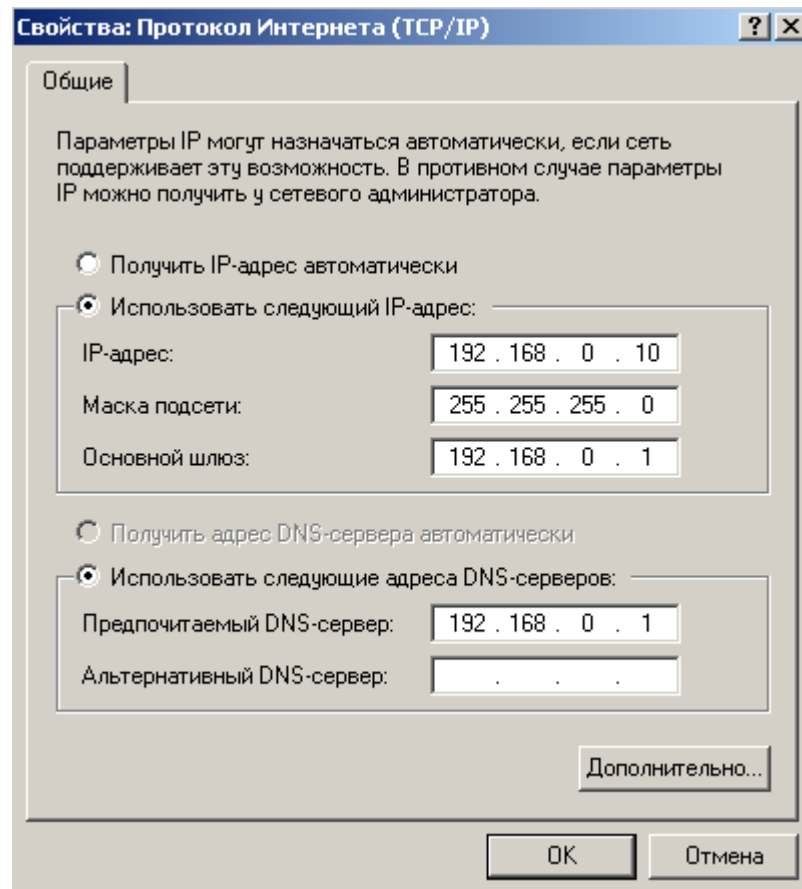 Свойства: Протокол Интернета (TCP/IP)
Общие
Параметры IP могут назначаться автоматически, если сеть
поддерживает эту возможность. В противном случае параметры
IP можно получить у сетевого администратора.
Получить IP-адрес автоматически
Использовать следующий IP-адрес:
IP-адрес: 192 . 168 . 0 . 10
Маска подсети: 255 . 255 . 255 . 0
Основной шлюз: 192 . 168 . 0 . 1
Получить адрес DNS-сервера автоматически
Использовать следующие адреса DNS-серверов:
Предпочитаемый DNS-сервер: 192 . 168 . 0 . 1
Альтернативный DNS-сервер: . . .
Дополнительно...
OK Отмена